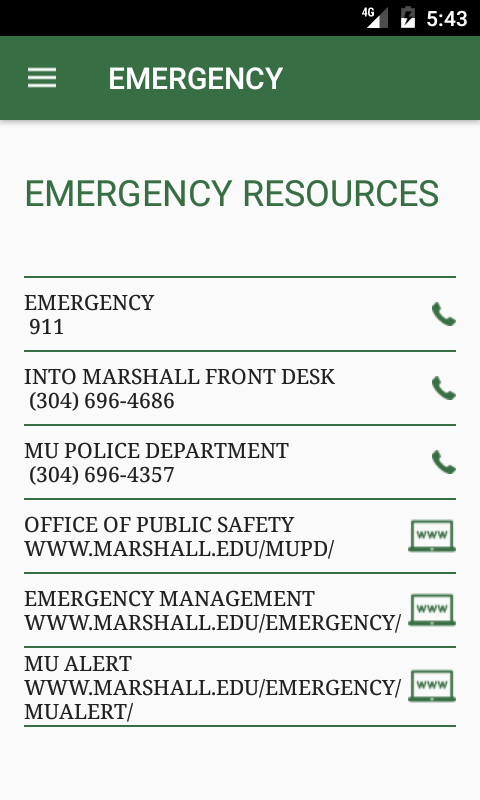 4G 5:43
EMERGENCY
EMERGENCY RESOURCES
EMERGENCY
911
INTO MARSHALL FRONT DESK
(304) 696-4686
MU POLICE DEPARTMENT
(304) 696-4357
OFFICE OF PUBLIC SAFETY
WWW.MARSHALL.EDU/MUPD/
WWW
EMERGENCY MANAGEMENT
WWW.MARSHALL.EDU/EMERGENCY/
WWW
MU ALERT
WWW.MARSHALL.EDU/EMERGENCY/
MUALERT/
WWW